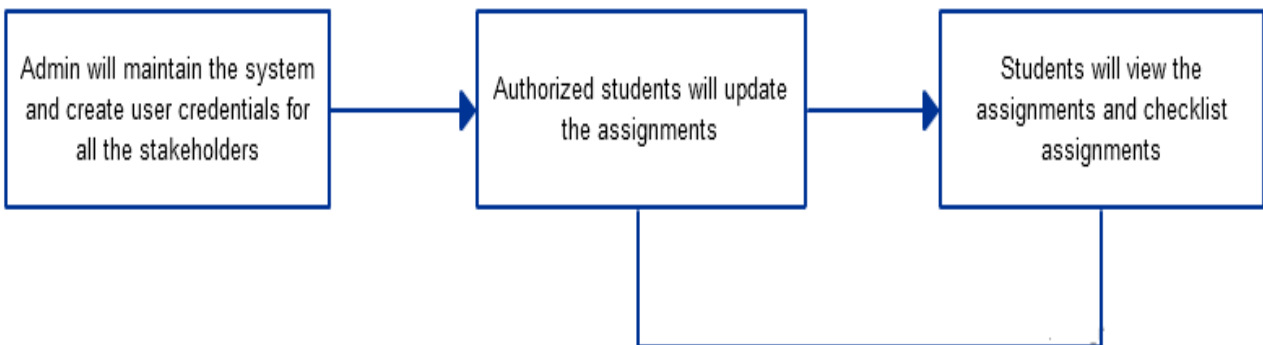 Admin will maintain the system
and create user credentials for
all the stakeholders
Authorized students will update
the assignments
Students will view the
assignments and checklist
assignments